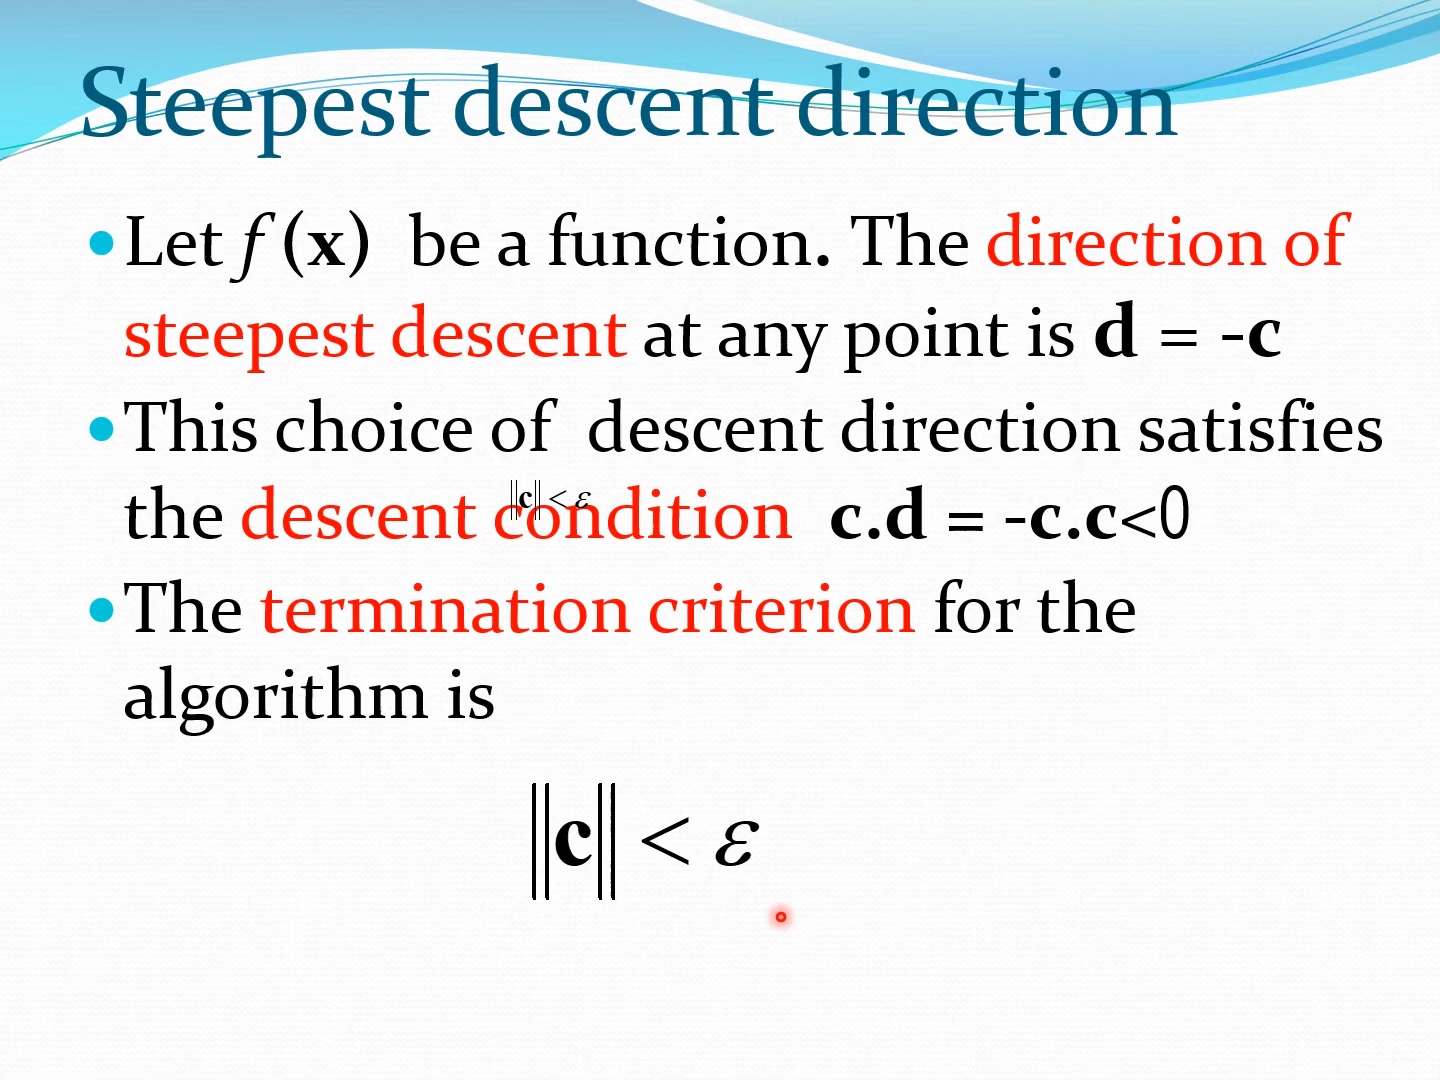 Steepest descent direction
Let f (x) be a function. The direction of
steepest descent at any point is d = -c
This choice of descent direction satisfies
‖c‖ < ε
the descent condition c.d = -c.c<0
The termination criterion for the
algorithm is
‖c‖ < ε